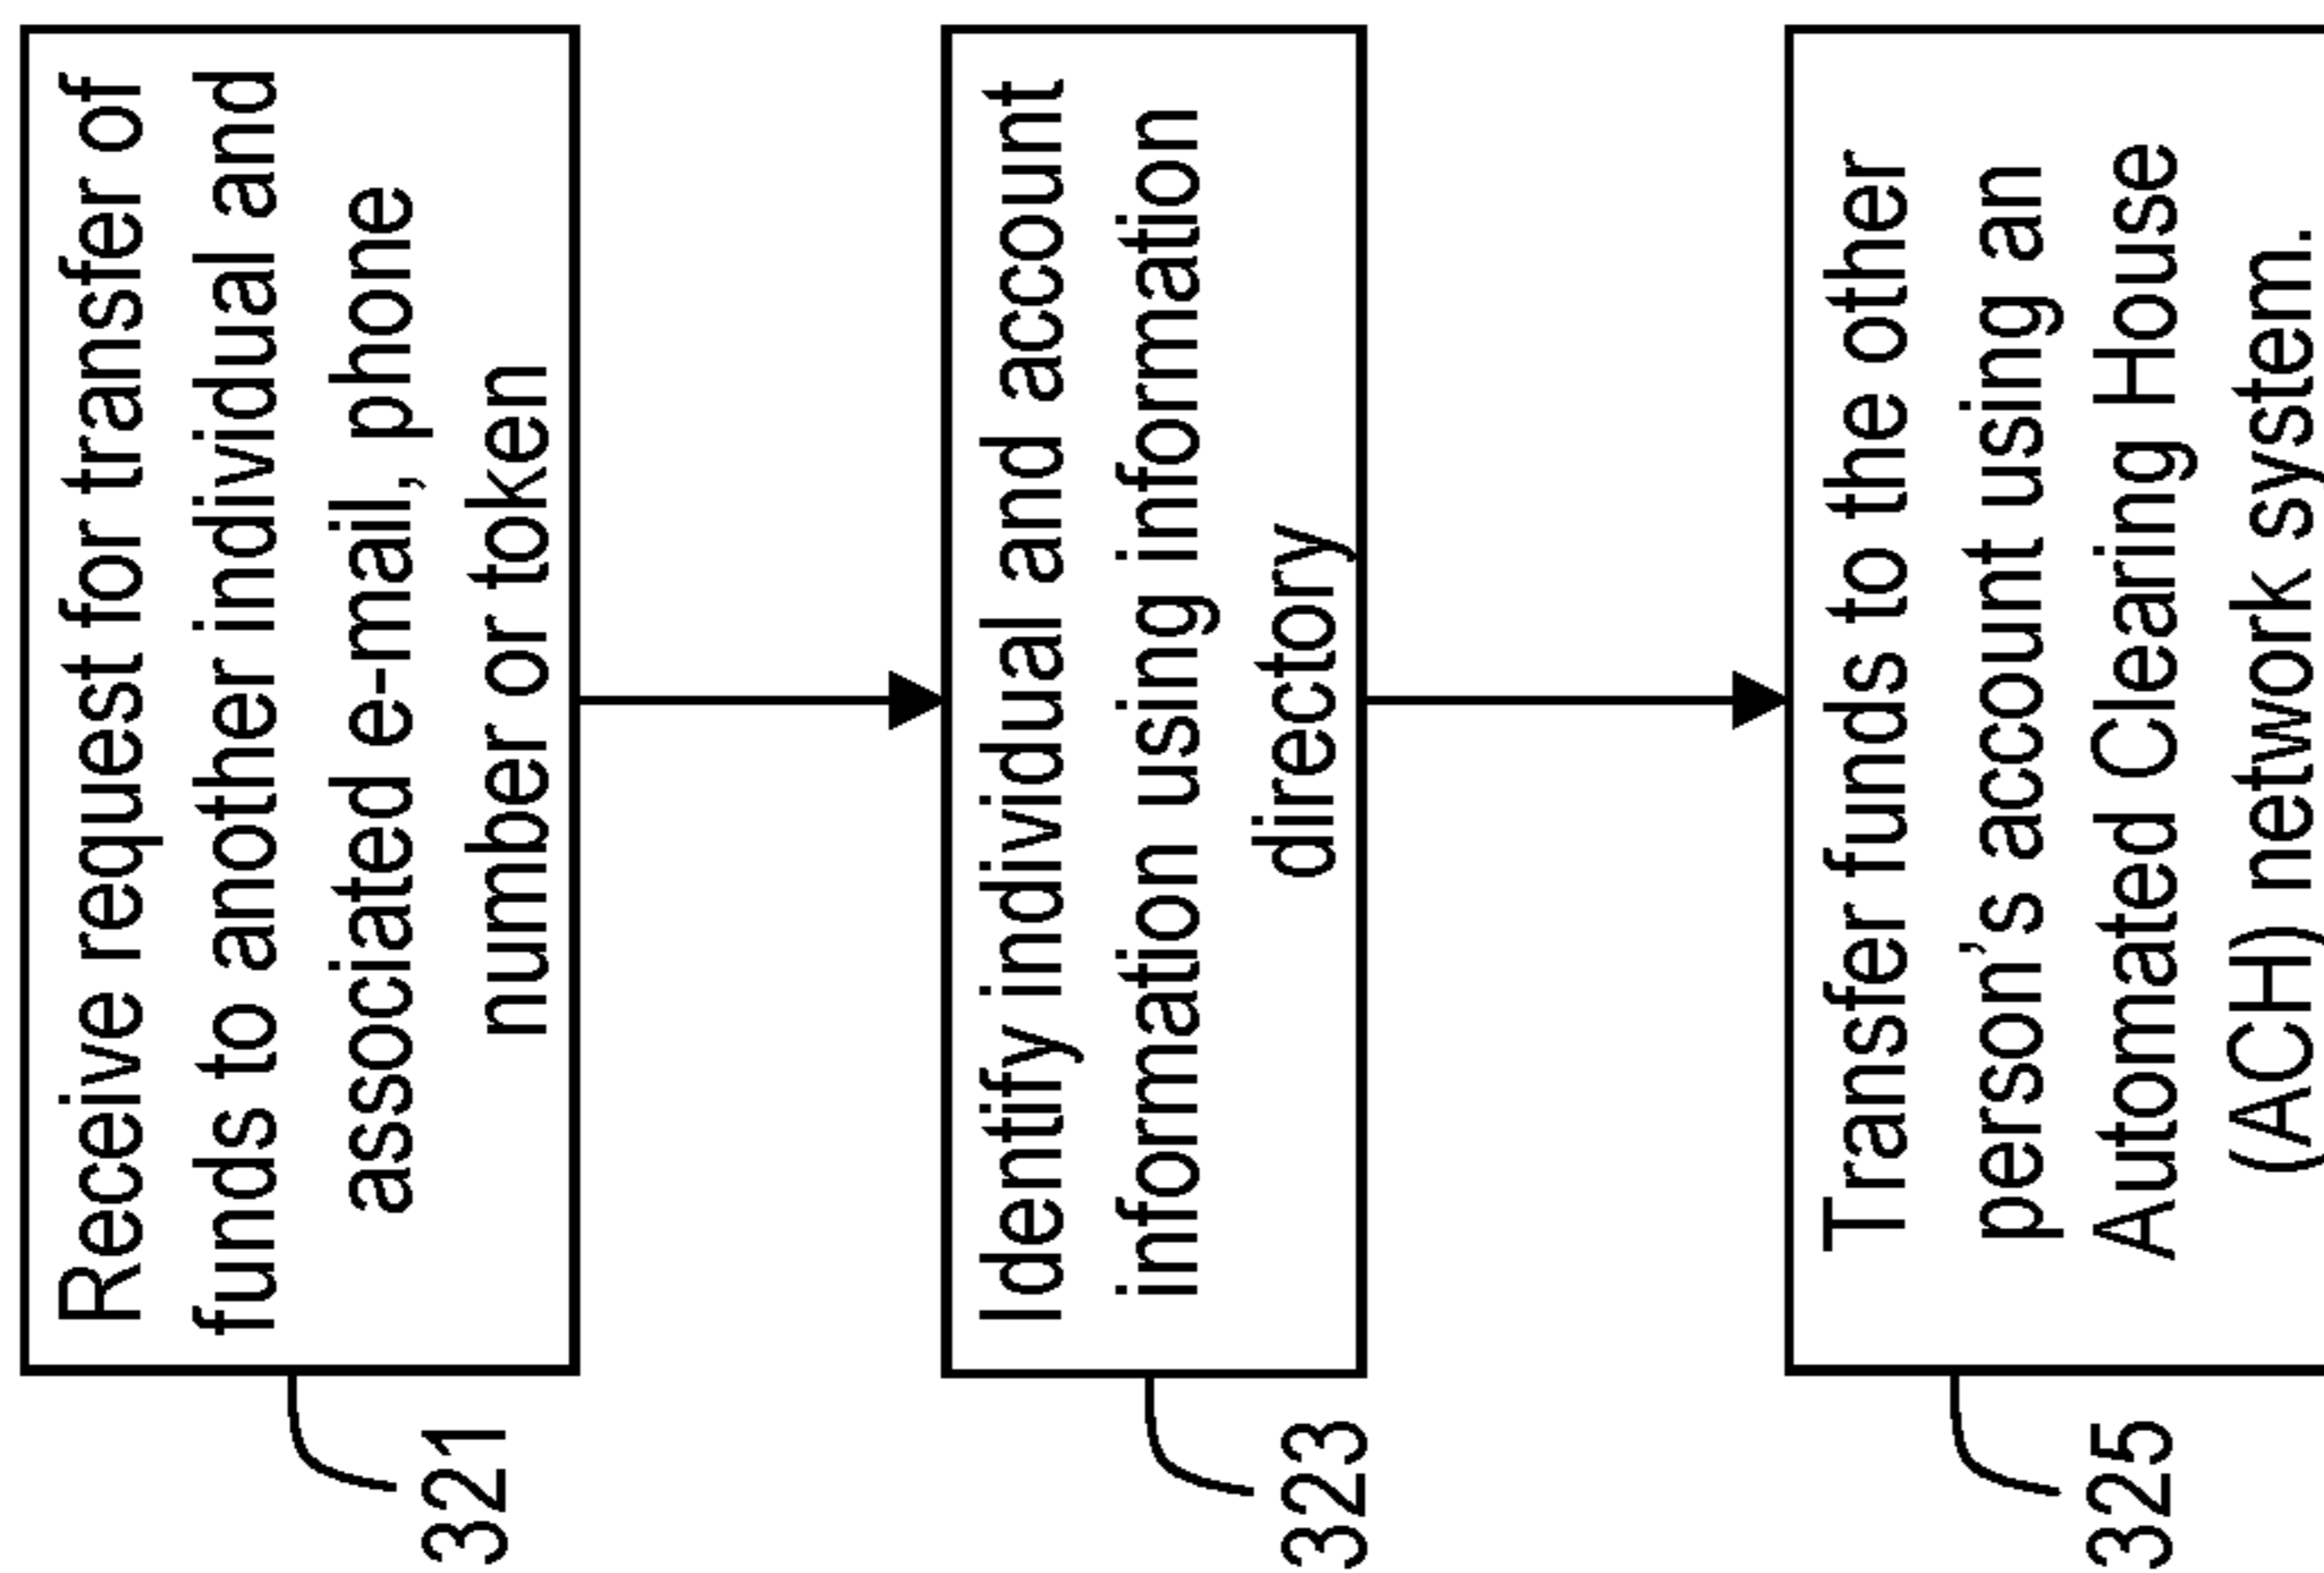 Receive request for transfer of
funds to another individual and
associated e-mail, phone
number or token
321
Identify individual and account
information using information
directory
323
Transfer funds to the other
person's account using an
Automated Clearing House
(ACH) network system.
325